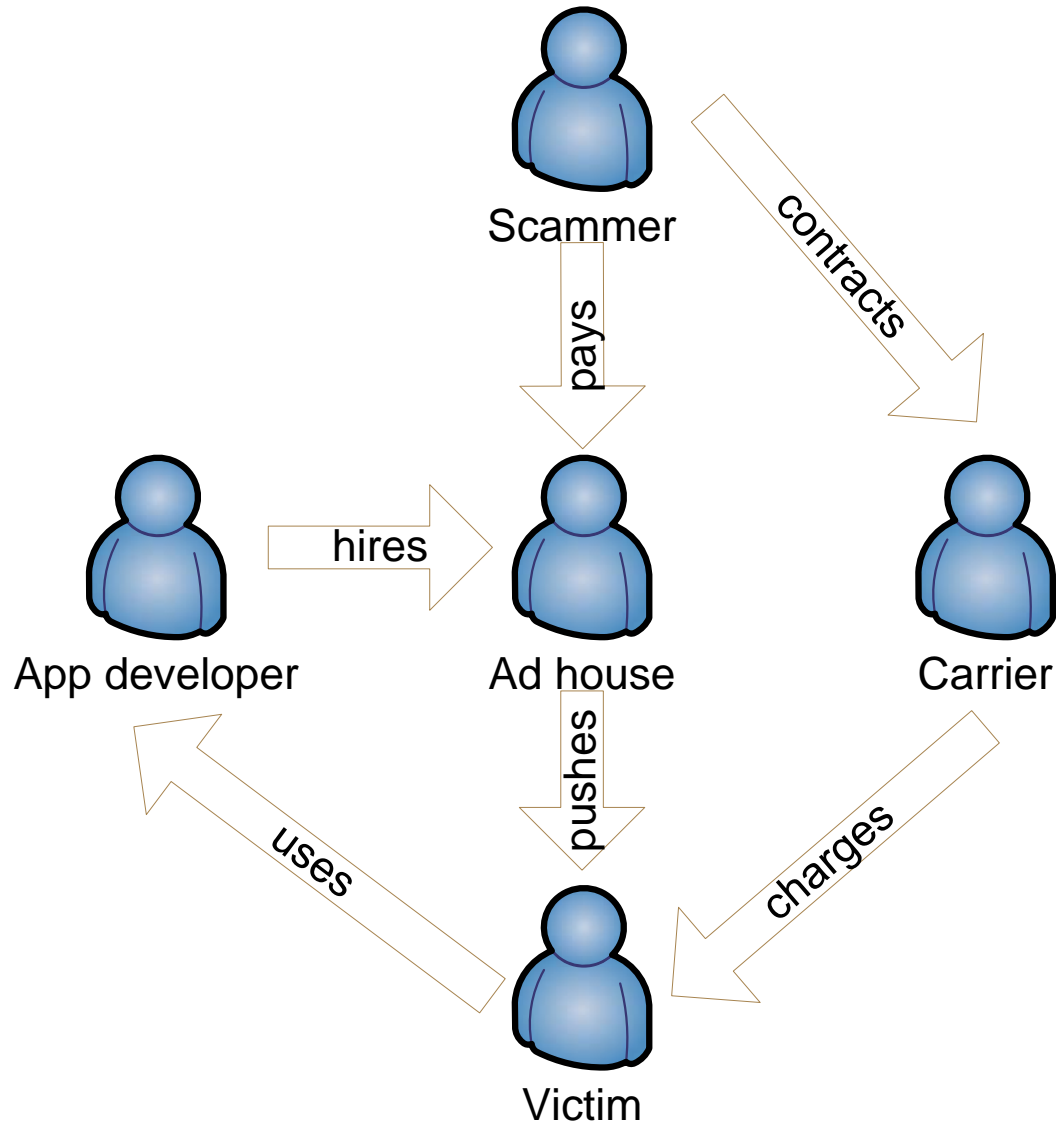 Scammer
contracts
pays
hires
App developer
Ad house
Carrier
pushes
uses
charges
Victim